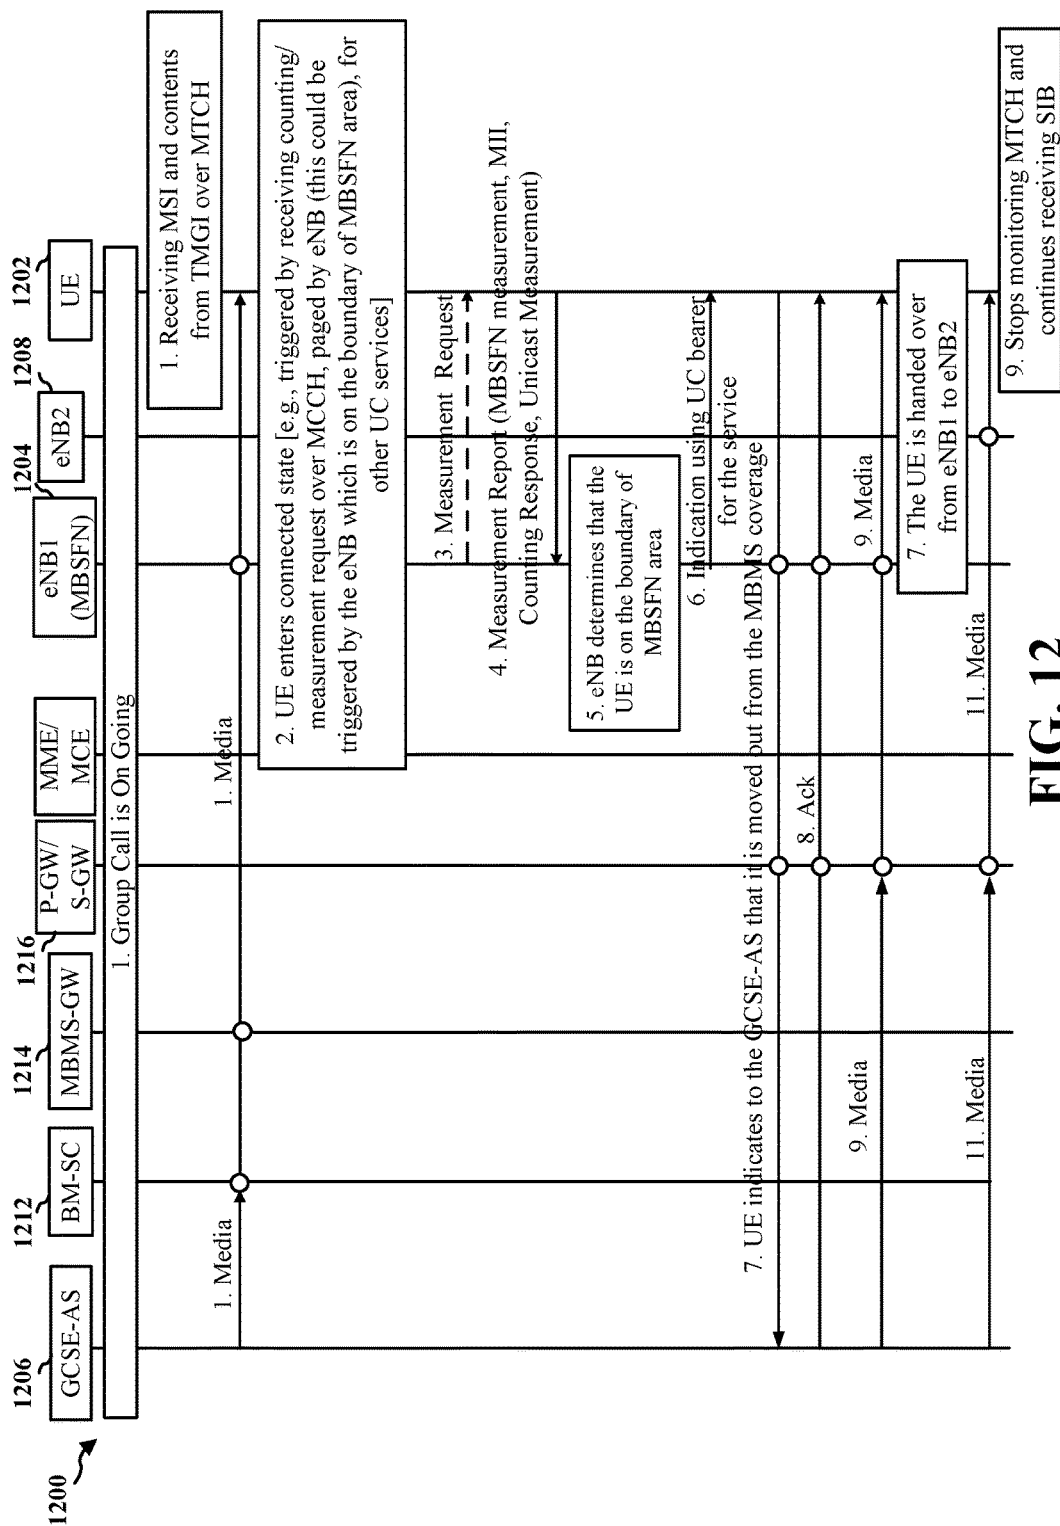 1200
1206
GCSE-AS
1212
BM-SC
1214
MBMS-GW
1216
P-GW/
S-GW
MME/
MCE
1204
eNB1
(MBSFN)
1208
eNB2
1202
UE
1. Group Call is On Going
1. Receiving MSI and contents
from TMGI over MTCH
1. Media
1. Media
2. UE enters connected state [e.g., triggered by receiving counting/
measurement request over MCCH, paged by eNB (this could be
triggered by the eNB which is on the boundary of MBSFN area), for
other UC services]
3. Measurement Request
4. Measurement Report (MBSFN measurement, MII,
Counting Response, Unicast Measurement)
5. eNB determines that the
UE is on the boundary of
MBSFN area
6. Indication using UC bearer
for the service
7. UE indicates to the GCSE-AS that it is moved out from the MBMS coverage
8. Ack
9. Media
9. Media
7. The UE is handed over
from eNB1 to eNB2
11. Media
11. Media
9. Stops monitoring MTCH and
continues receiving SIB
FIG. 12